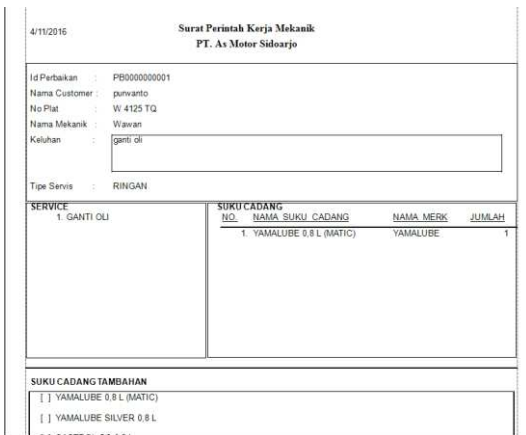 4/11/2016
Surat Perintah Kerja Mekanik
PT. As Motor Sidoarjo
Id Perbaikan : PB0000000001
Nama Customer : purwanto
No Plat : W 4125 TQ
Nama Mekanik : Wawan
Keluhan : ganti oli
Tipe Servis : RINGAN
SERVICE
1. GANTI OLI
SUKU CADANG
NO. NAMA SUKU CADANG NAMA MERK JUMLAH
1. YAMALUBE 0,8 L (MATIC) YAMALUBE 1
SUKU CADANG TAMBAHAN
[ ] YAMALUBE 0,8 L (MATIC)
[ ] YAMALUBE SILVER 0,8 L